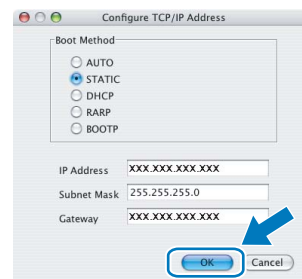 Configure TCP/IP Address
Boot Method
AUTO
STATIC
DHCP
RARP
BOOTP
IP Address XXX.XXX.XXX.XXX
Subnet Mask 255.255.255.0
Gateway XXX.XXX.XXX.XXX
OK Cancel